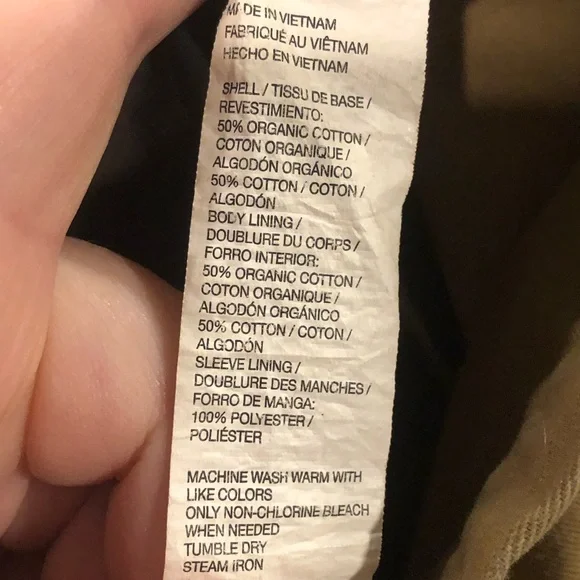 MADE IN VIETNAM
FABRIQUÉ AU VIÊTNAM
HECHO EN VIETNAM
SHELL / TISSU DE BASE /
REVESTIMIENTO:
50% ORGANIC COTTON /
COTON ORGANIQUE /
ALGODÓN ORGÁNICO
50% COTTON / COTON /
ALGODÓN
BODY LINING /
DOUBLURE DU CORPS /
FORRO INTERIOR:
50% ORGANIC COTTON /
COTON ORGANIQUE /
ALGODÓN ORGÁNICO
50% COTTON / COTON /
ALGODÓN
SLEEVE LINING /
DOUBLURE DES MANCHES /
FORRO DE MANGA:
100% POLYESTER /
POLIÉSTER
MACHINE WASH WARM WITH
LIKE COLORS
ONLY NON-CHLORINE BLEACH
WHEN NEEDED
TUMBLE DRY
STEAM IRON